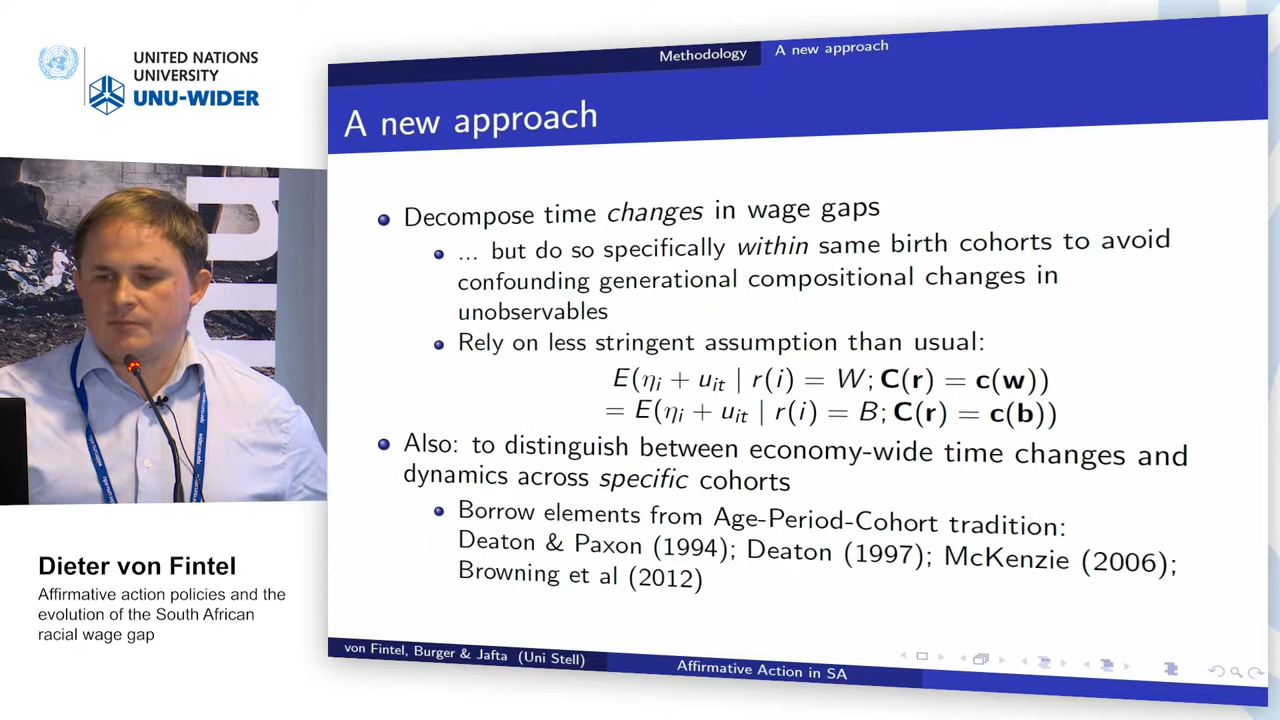 UNITED NATIONS
UNIVERSITY
UNU-WIDER
Methodology A new approach
A new approach
Decompose time changes in wage gaps
... but do so specifically within same birth cohorts to avoid
confounding generational compositional changes in
unobservables
Rely on less stringent assumption than usual:
E(ηi + uit | r(i) = W; C(r) = c(w))
= E(ηi + uit | r(i) = B; C(r) = c(b))
Also: to distinguish between economy-wide time changes and
dynamics across specific cohorts
Borrow elements from Age-Period-Cohort tradition:
Deaton & Paxon (1994); Deaton (1997); McKenzie (2006);
Browning et al (2012)
von Fintel, Burger & Jafta (Uni Stell) Affirmative Action in SA
Dieter von Fintel
Affirmative action policies and the
evolution of the South African
racial wage gap